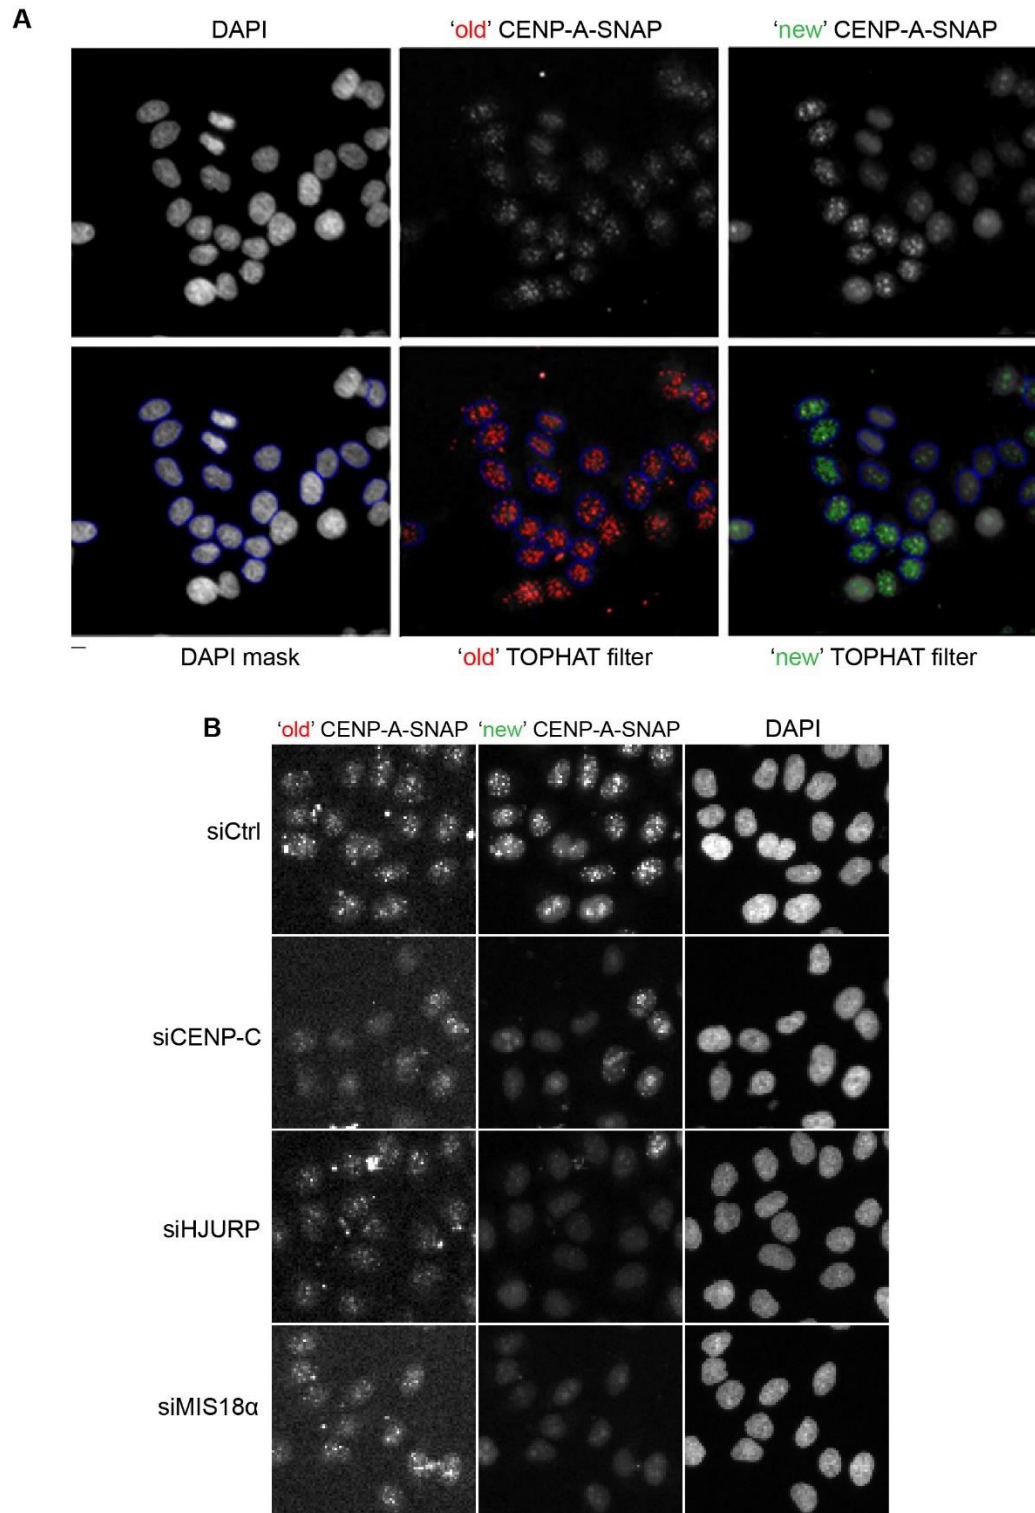 A
DAPI
‘old’ CENP-A-SNAP
‘new’ CENP-A-SNAP
DAPI mask
‘old’ TOPHAT filter
‘new’ TOPHAT filter
B
‘old’ CENP-A-SNAP
‘new’ CENP-A-SNAP
DAPI
siCtrl
siCENP-C
siHJURP
siMIS18α